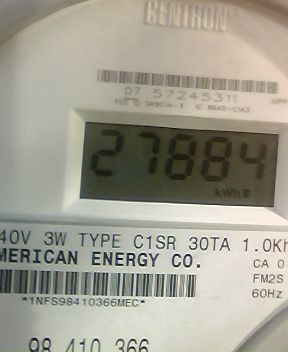 CENTRON®
07 57245311
27884
kWh
40V 3W TYPE C1SR 30TA 1.0Kh
MERICAN ENERGY CO.
CA 0
FM2S
*1NFS98410366MEC*
60Hz
98 410 366